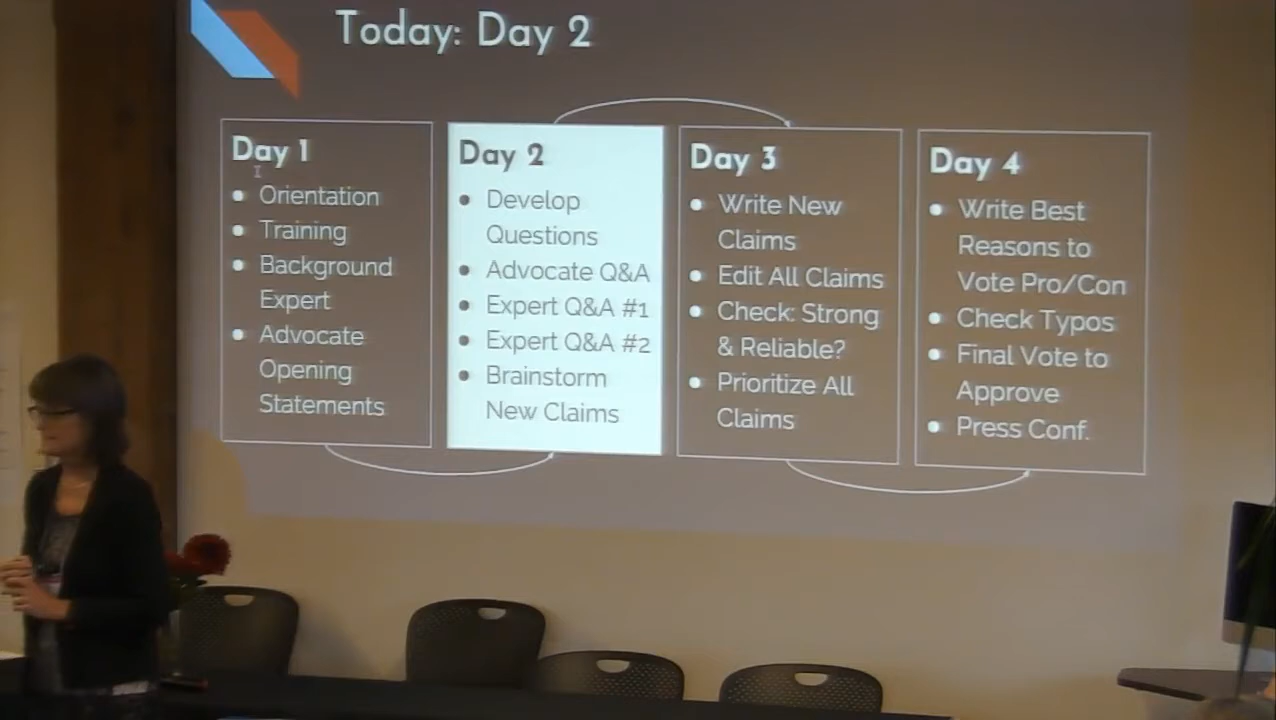 Today: Day 2
Day 1
Orientation
Training
Background
Expert
Advocate
Opening
Statements
Day 2
Develop
Questions
Advocate Q&A
Expert Q&A #1
Expert Q&A #2
Brainstorm
New Claims
Day 3
Write New
Claims
Edit All Claims
Check: Strong
& Reliable?
Prioritize All
Claims
Day 4
Write Best
Reasons to
Vote Pro/Con
Check Typos
Final Vote to
Approve
Press Conf.